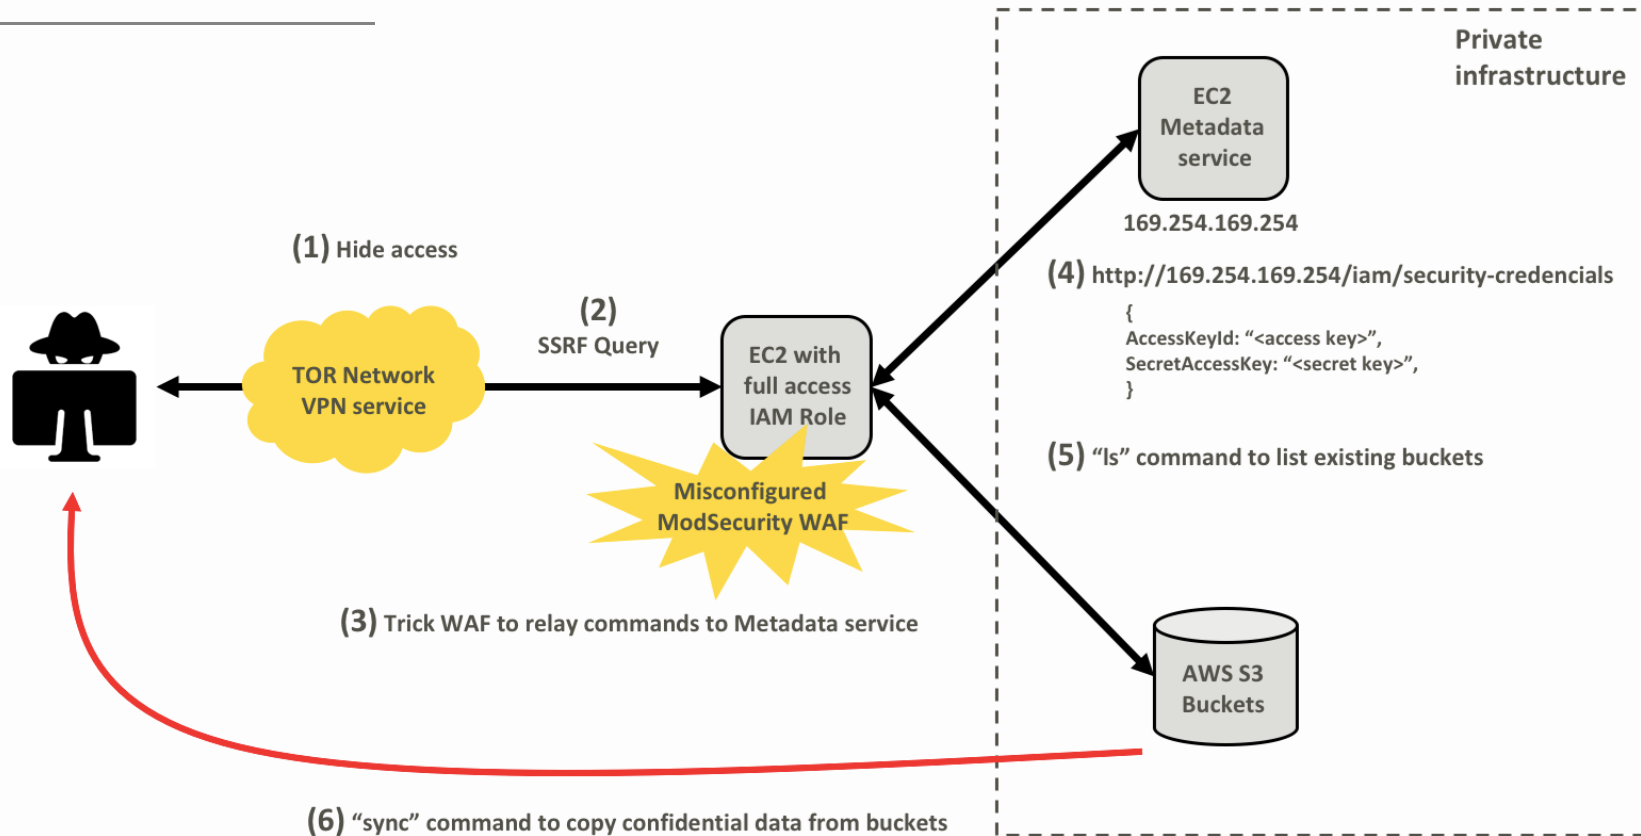 Private
infrastructure
EC2
Metadata
service
169.254.169.254
(1) Hide access
(4) http://169.254.169.254/iam/security-credencials
{
AccessKeyId: “<access key>”,
SecretAccessKey: “<secret key>”,
}
(2)
SSRF Query
TOR Network
VPN service
EC2 with
full access
IAM Role
(5) “ls” command to list existing buckets
Misconfigured
ModSecurity WAF
(3) Trick WAF to relay commands to Metadata service
AWS S3
Buckets
(6) “sync” command to copy confidential data from buckets